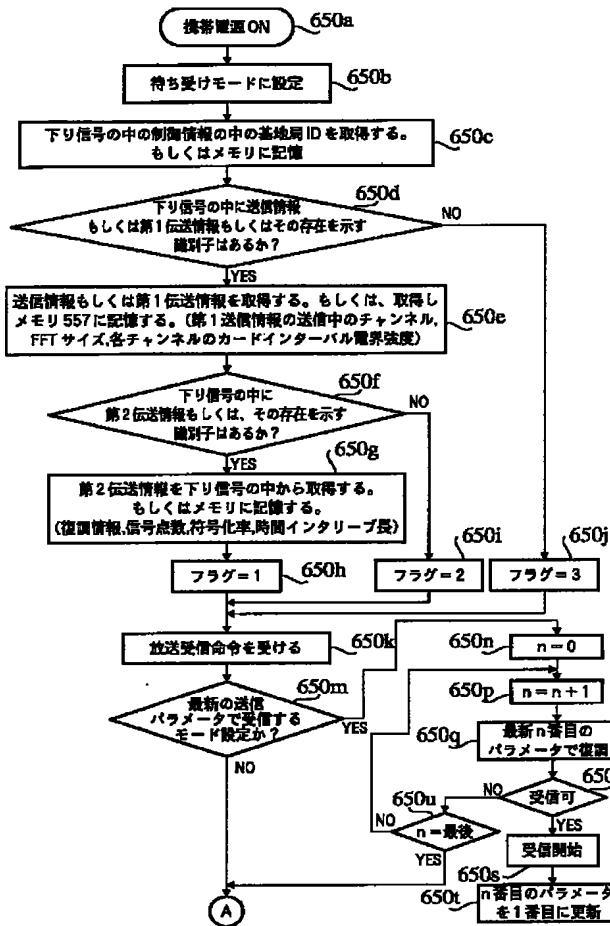 携帯電源ON
650a
待ち受けモードに設定
650b
下り信号の中の制御情報の中の基地局IDを取得する。
もしくはメモリに記憶
650c
650d
下り信号の中に送信情報
もしくは第1伝送情報もしくはその存在を示す
識別子はあるか?
NO
YES
送信情報もしくは第1伝送情報を取得する。もしくは、取得し
メモリ557に記憶する。(第1送信情報の送信中のチャンネル,
FFTサイズ,各チャンネルのカードインターバル電界強度)
650e
650f
下り信号の中に
第2伝送情報もしくは、その存在を示す
識別子はあるか?
NO
YES
650g
第2伝送情報を下り信号の中から取得する。
もしくはメモリに記憶する。
(復調情報,信号点数,符号化率,時間インタリーブ長)
650i
650j
フラグ=1
650h
フラグ=2
フラグ=3
放送受信命令を受ける
650k
650n
n=0
650m
最新の送信
パラメータで受信する
モード設定か?
YES
NO
650p
n=n+1
650q
最新n番目の
パラメータで復調
650
受信可
NO
YES
650u
n=最後
NO
YES
受信開始
650s
n番目のパラメータ
を1番目に更新
650t
A